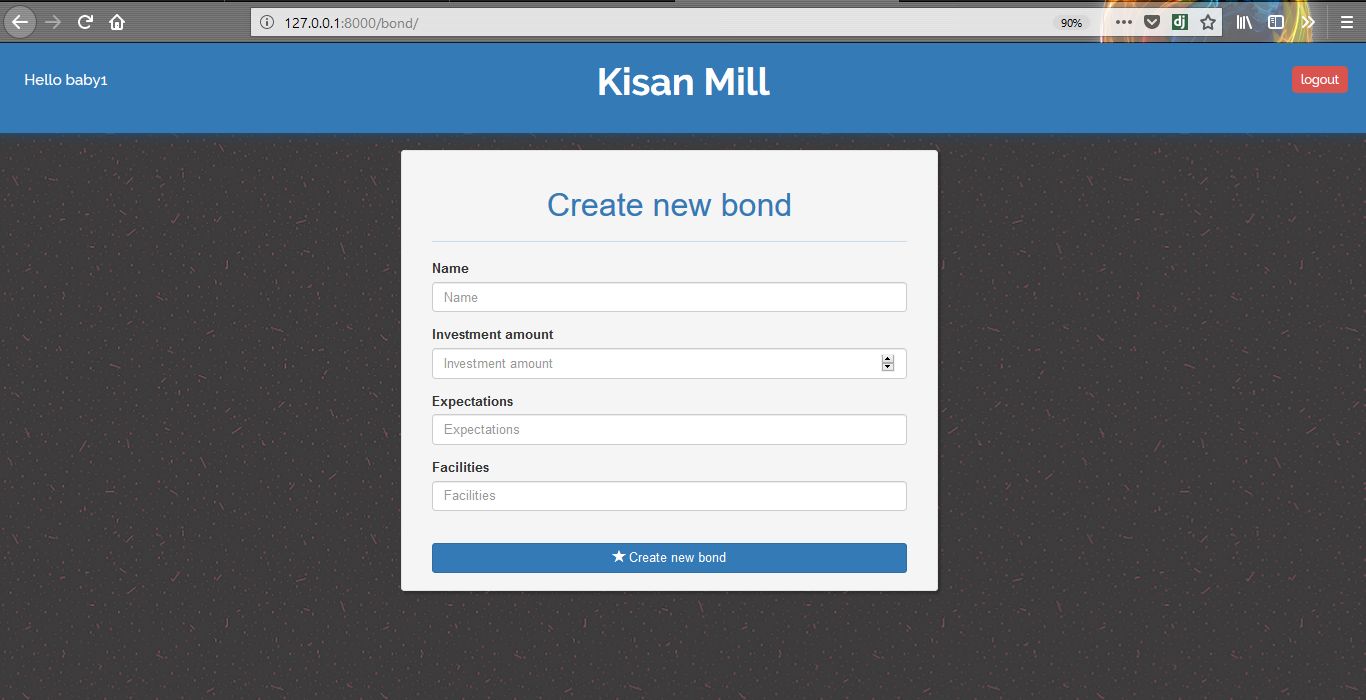 127.0.0.1:8000/bond/
90%
dj
Hello baby1
Kisan Mill
logout
Create new bond
Name
Name
Investment amount
Investment amount
Expectations
Expectations
Facilities
Facilities
Create new bond